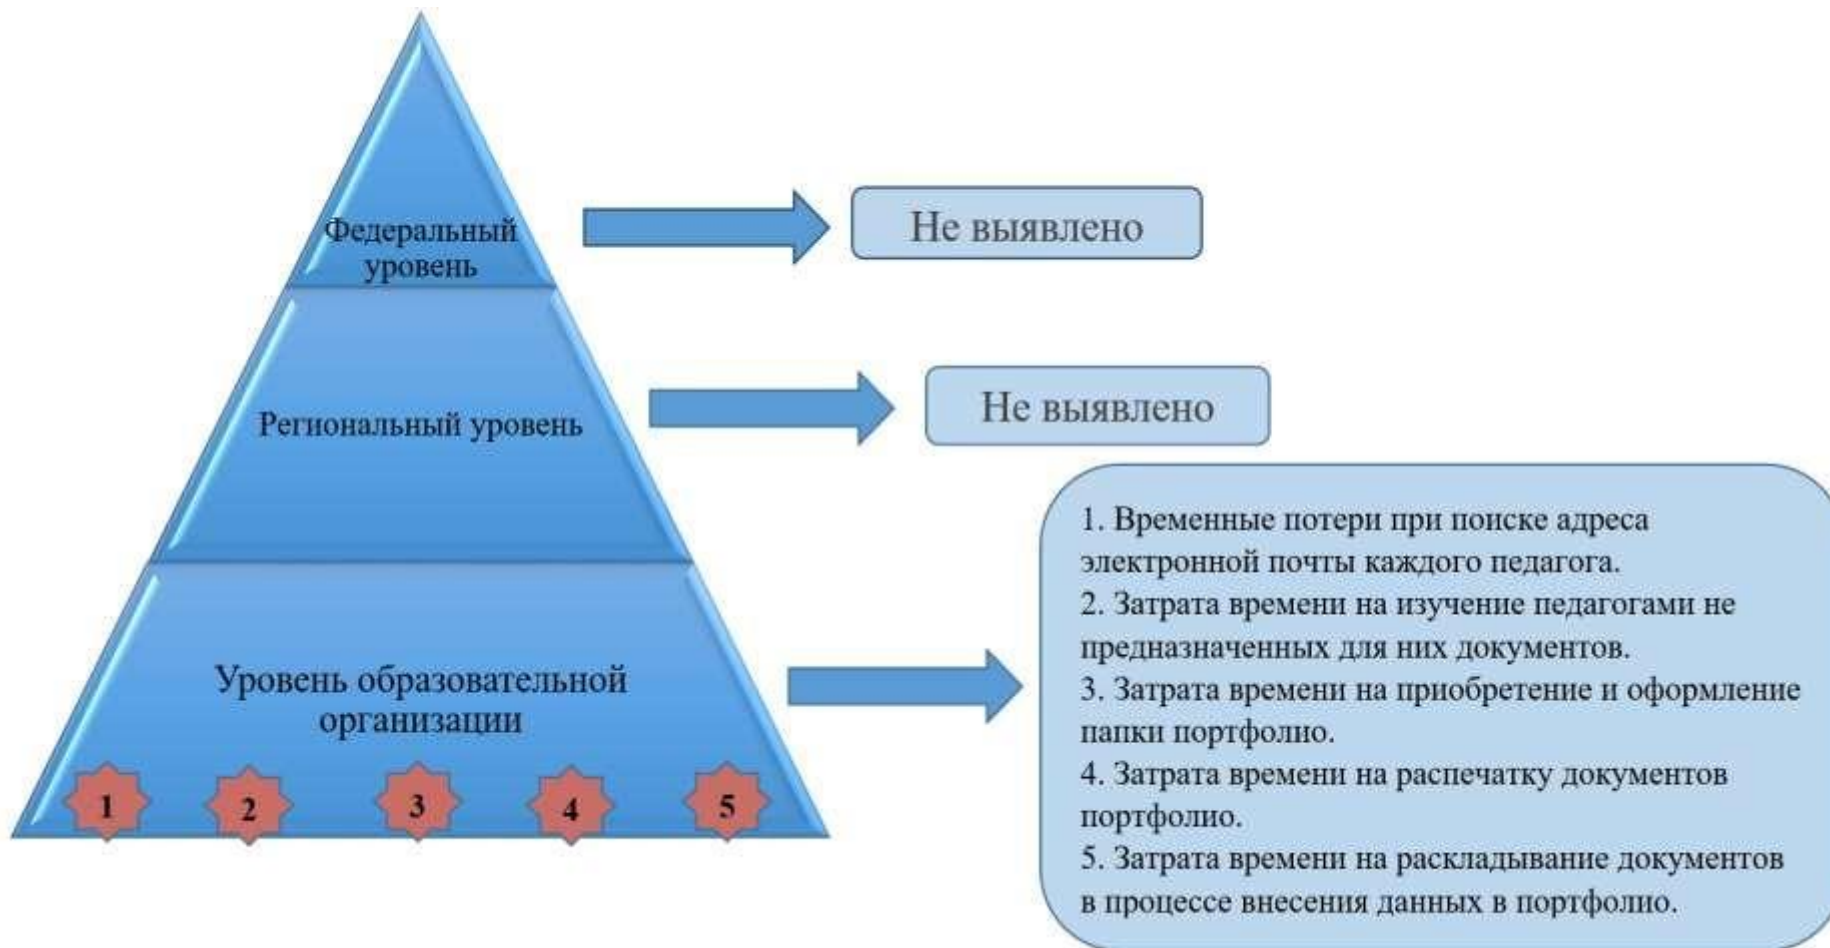 Федеральный
уровень
Не выявлено
Региональный уровень
Не выявлено
Уровень образовательной
организации
1
2
3
4
5
1. Временные потери при поиске адреса
электронной почты каждого педагога.
2. Затрата времени на изучение педагогами не
предназначенных для них документов.
3. Затрата времени на приобретение и оформление
папки портфолио.
4. Затрата времени на распечатку документов
портфолио.
5. Затрата времени на раскладывание документов
в процессе внесения данных в портфолио.